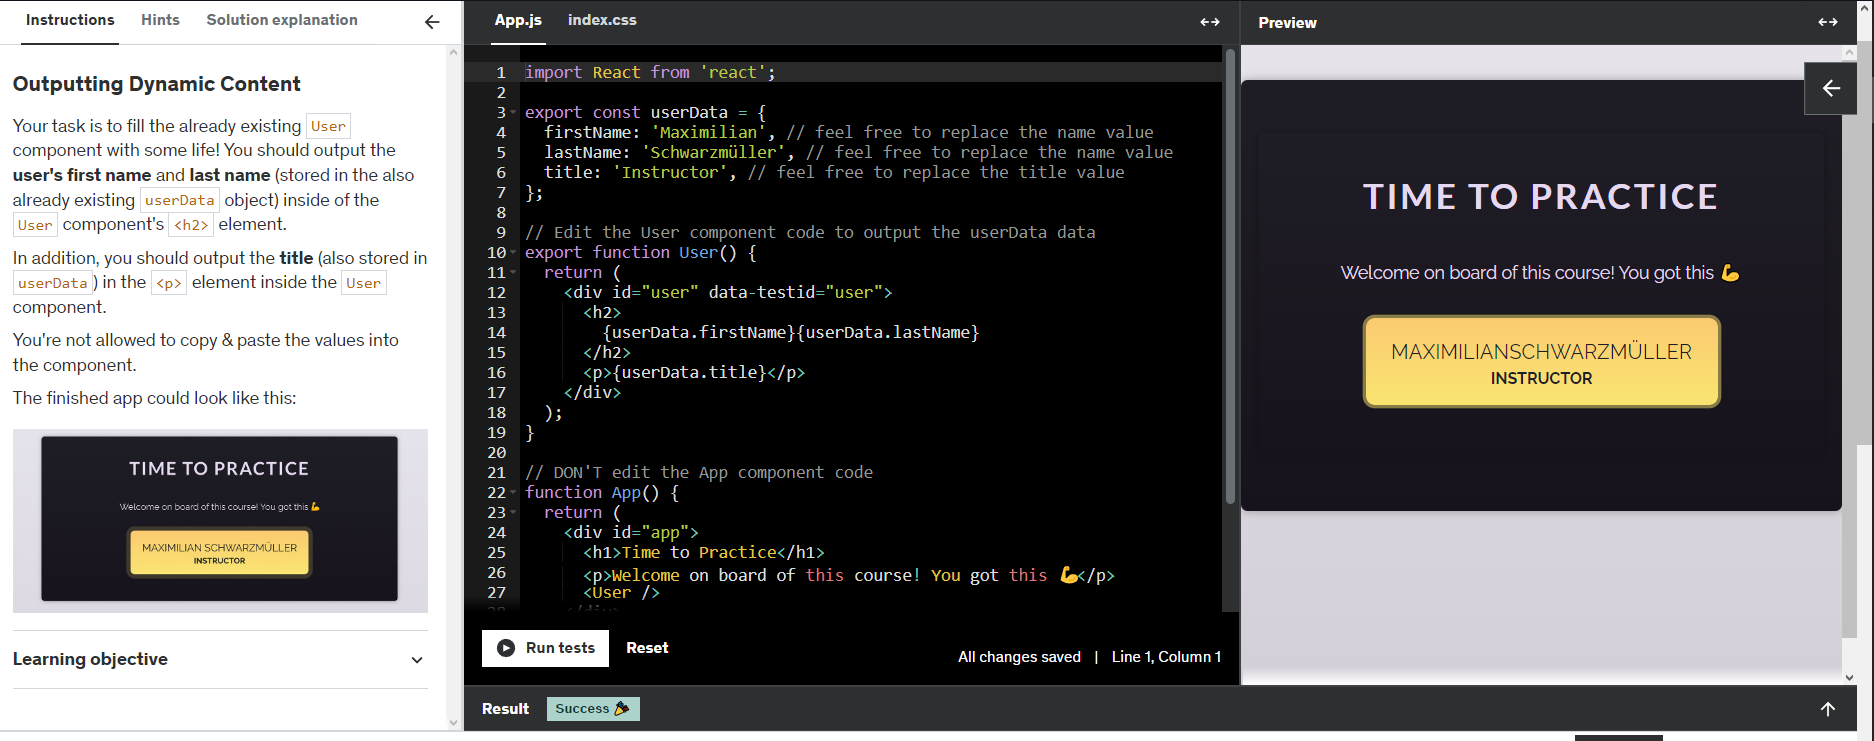 Instructions
Hints
Solution explanation
Outputting Dynamic Content
Your task is to fill the already existing User
component with some life! You should output the
user's first name and last name (stored in the also
already existing userData object) inside of the
User component's <h2> element.
In addition, you should output the title (also stored in
userData) in the <p> element inside the User
component.
You're not allowed to copy & paste the values into
the component.
The finished app could look like this:
TIME TO PRACTICE
Welcome on board of this course! You got this 💪
MAXIMILIAN SCHWARZMÜLLER
INSTRUCTOR
Learning objective
App.js
index.css
1 import React from 'react';
2
3 export const userData = {
4 firstName: 'Maximilian', // feel free to replace the name value
5 lastName: 'Schwarzmüller', // feel free to replace the name value
6 title: 'Instructor', // feel free to replace the title value
7 };
8
9 // Edit the User component code to output the userData data
10 export function User() {
11 return (
12 <div id="user" data-testid="user">
13 <h2>
14 {userData.firstName}{userData.lastName}
15 </h2>
16 <p>{userData.title}</p>
17 </div>
18 );
19 }
20
21 // DON'T edit the App component code
22 function App() {
23 return (
24 <div id="app">
25 <h1>Time to Practice</h1>
26 <p>Welcome on board of this course! You got this 💪</p>
27 <User />
28 </div>
Run tests
Reset
All changes saved | Line 1, Column 1
Result
Success 🎉
Preview
TIME TO PRACTICE
Welcome on board of this course! You got this 💪
MAXIMILIANSCHWARZMÜLLER
INSTRUCTOR